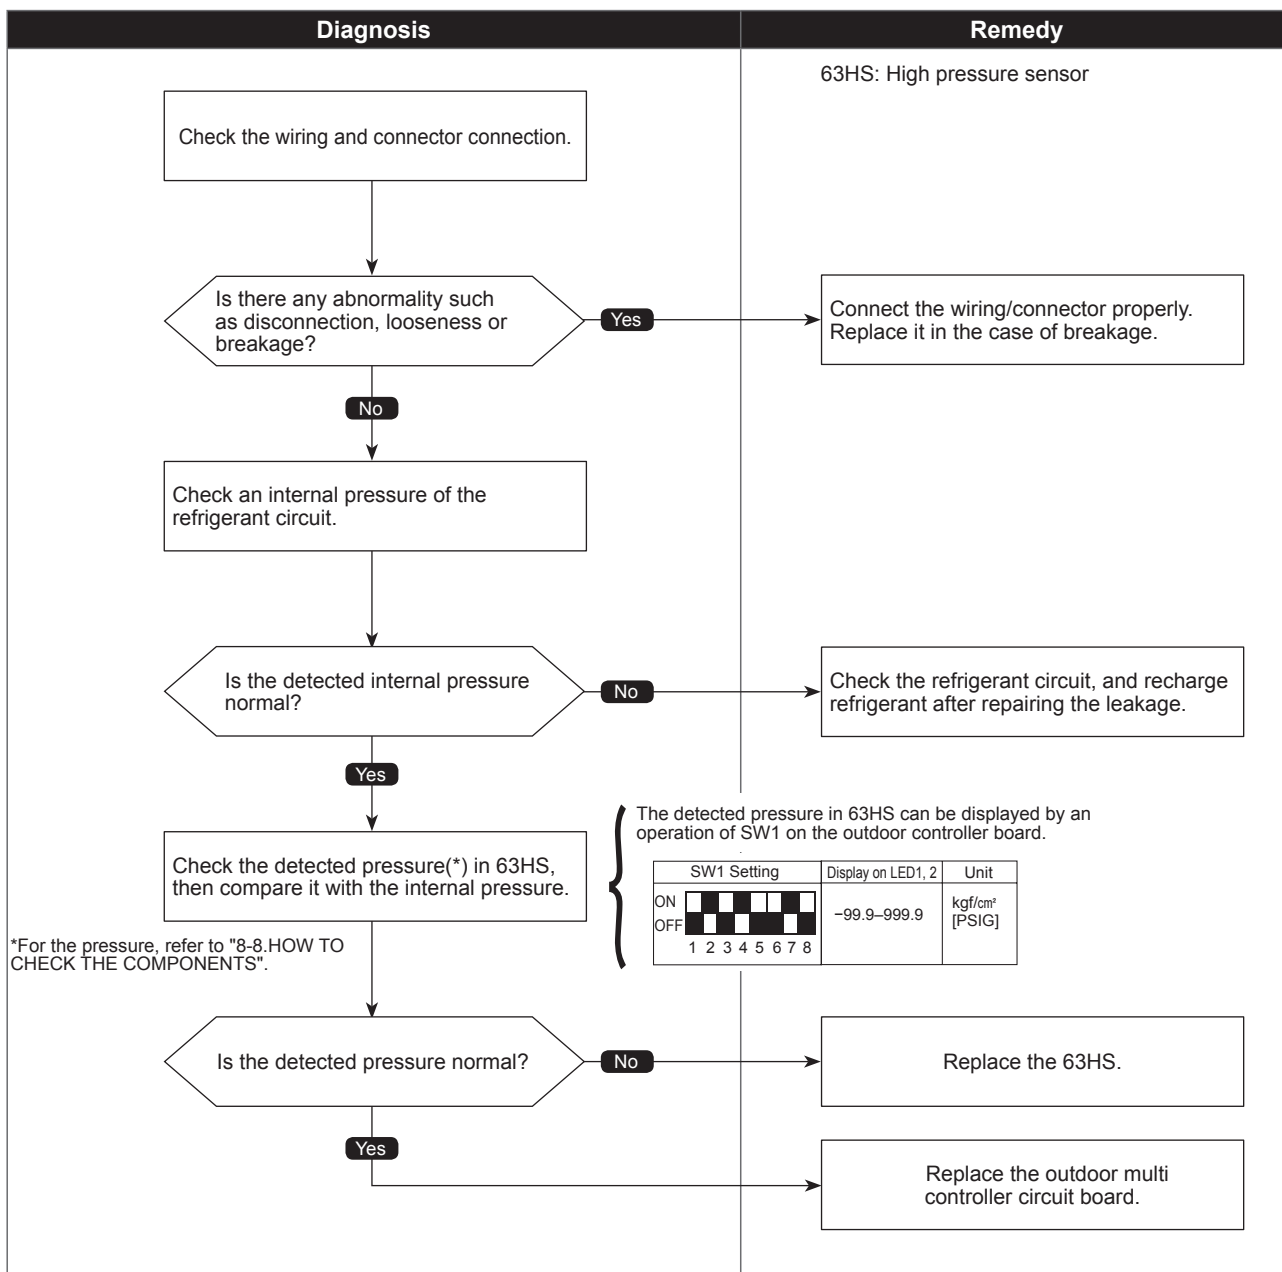 Diagnosis
Remedy
63HS: High pressure sensor
Check the wiring and connector connection.
Is there any abnormality such
as disconnection, looseness or
breakage?
Yes
Connect the wiring/connector properly.
Replace it in the case of breakage.
No
Check an internal pressure of the
refrigerant circuit.
Is the detected internal pressure
normal?
No
Check the refrigerant circuit, and recharge
refrigerant after repairing the leakage.
Yes
The detected pressure in 63HS can be displayed by an
operation of SW1 on the outdoor controller board.
Check the detected pressure(*) in 63HS,
then compare it with the internal pressure.
SW1 Setting
Display on LED1, 2
Unit
ON
OFF
1 2 3 4 5 6 7 8
−99.9–999.9
kgf/cm²
[PSIG]
*For the pressure, refer to "8-8.HOW TO
CHECK THE COMPONENTS".
Is the detected pressure normal?
No
Replace the 63HS.
Yes
Replace the outdoor multi
controller circuit board.